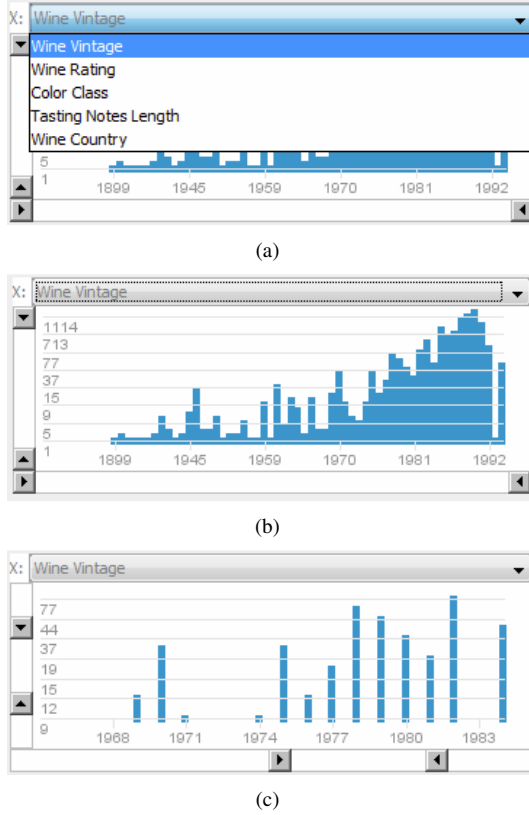 X: Wine Vintage
Wine Vintage
Wine Rating
Color Class
Tasting Notes Length
Wine Country
5
1
1899 1945 1959 1970 1981 1992
(a)
X: Wine Vintage
1114
713
77
37
15
9
5
1
1899 1945 1959 1970 1981 1992
(b)
X: Wine Vintage
77
44
37
19
15
12
9
1968 1971 1974 1977 1980 1983
(c)